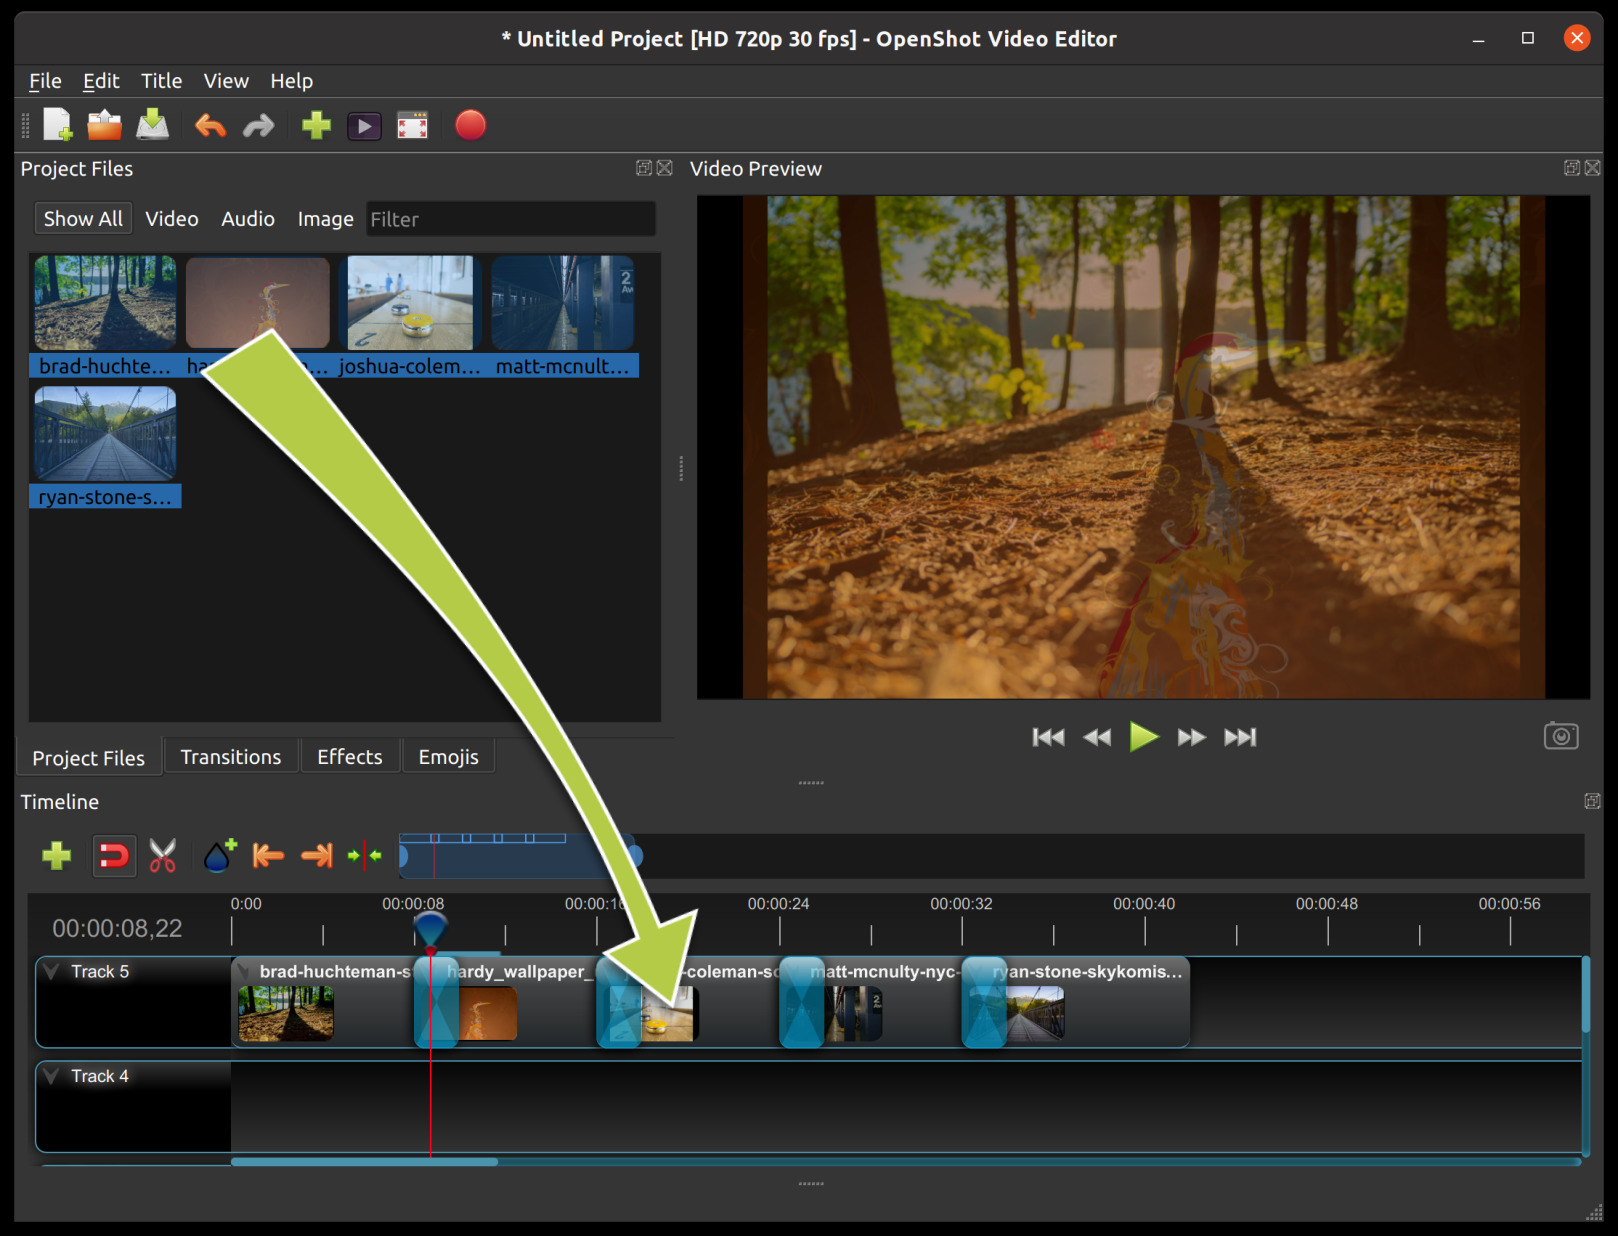 * Untitled Project [HD 720p 30 fps] - OpenShot Video Editor
File Edit Title View Help
Project Files
Video Preview
Show All Video Audio Image Filter
brad-huchte... ha n... joshua-colem... matt-mcnult...
ryan-stone-s...
Project Files Transitions Effects Emojis
Timeline
0:00 00:00:08 00:00:16 00:00:24 00:00:32 00:00:40 00:00:48 00:00:56
00:00:08,22
Track 5
brad-huchteman-s hardy_wallpaper_ -coleman-sc matt-mcnulty-nyc- ryan-stone-skykomis...
Track 4